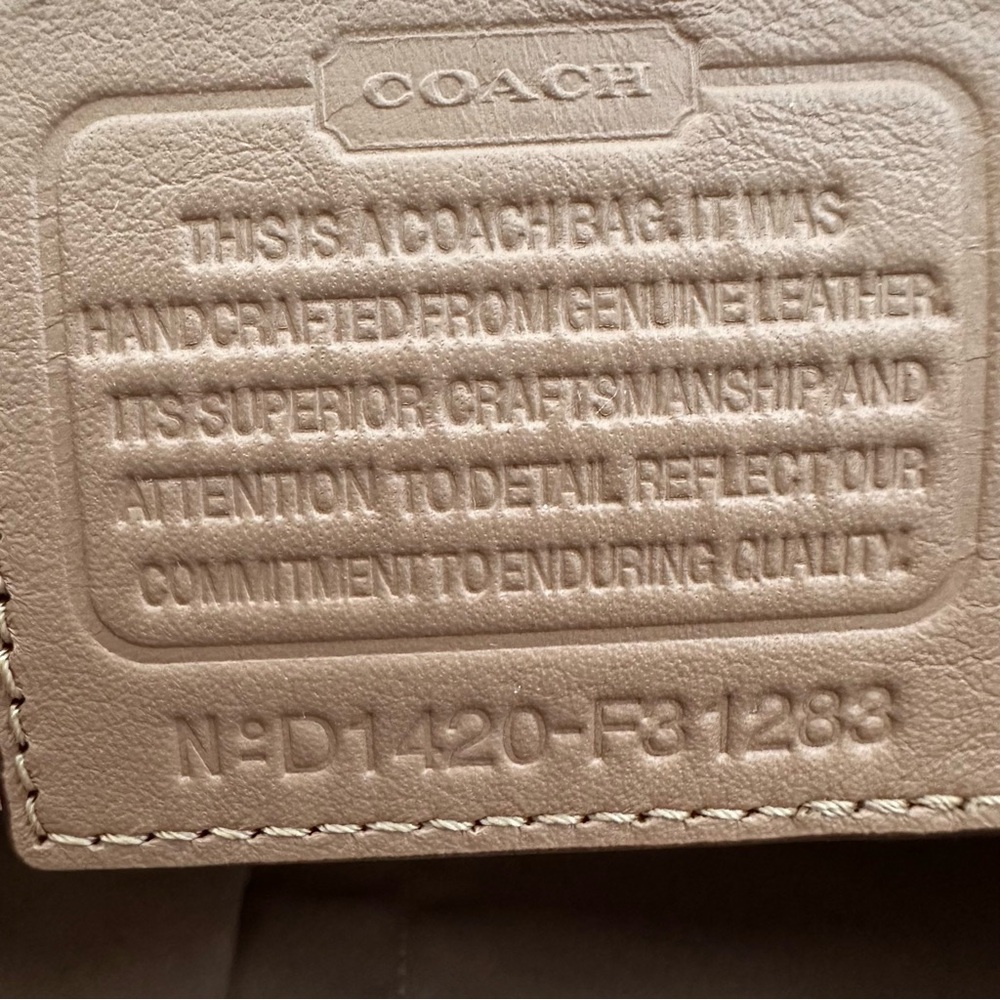 COACH
THIS IS A COACH BAG. IT WAS
HANDCRAFTED FROM GENUINE LEATHER.
ITS SUPERIOR CRAFTSMANSHIP AND
ATTENTION TO DETAIL REFLECT OUR
COMMITMENT TO ENDURING QUALITY.
Nº D1420-F31283